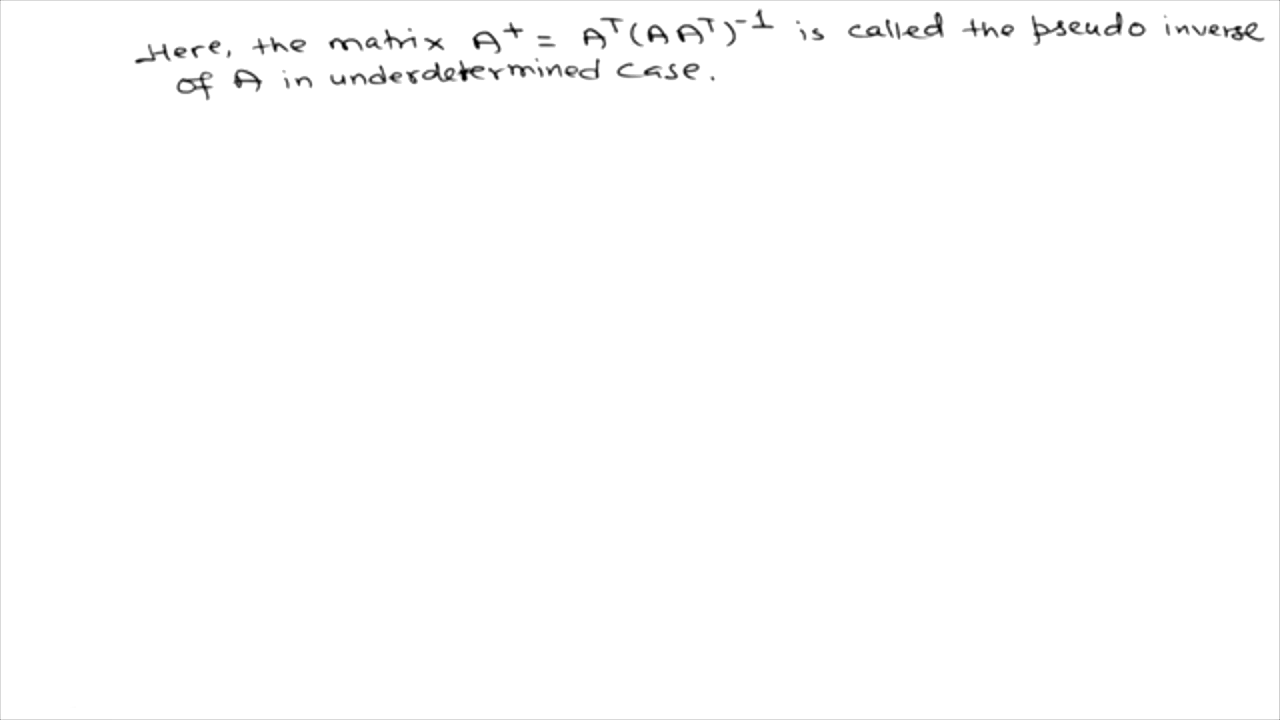 Here, the matrix A⁺ = Aᵀ(AAᵀ)⁻¹ is called the pseudo inverse
of A in underdetermined case.